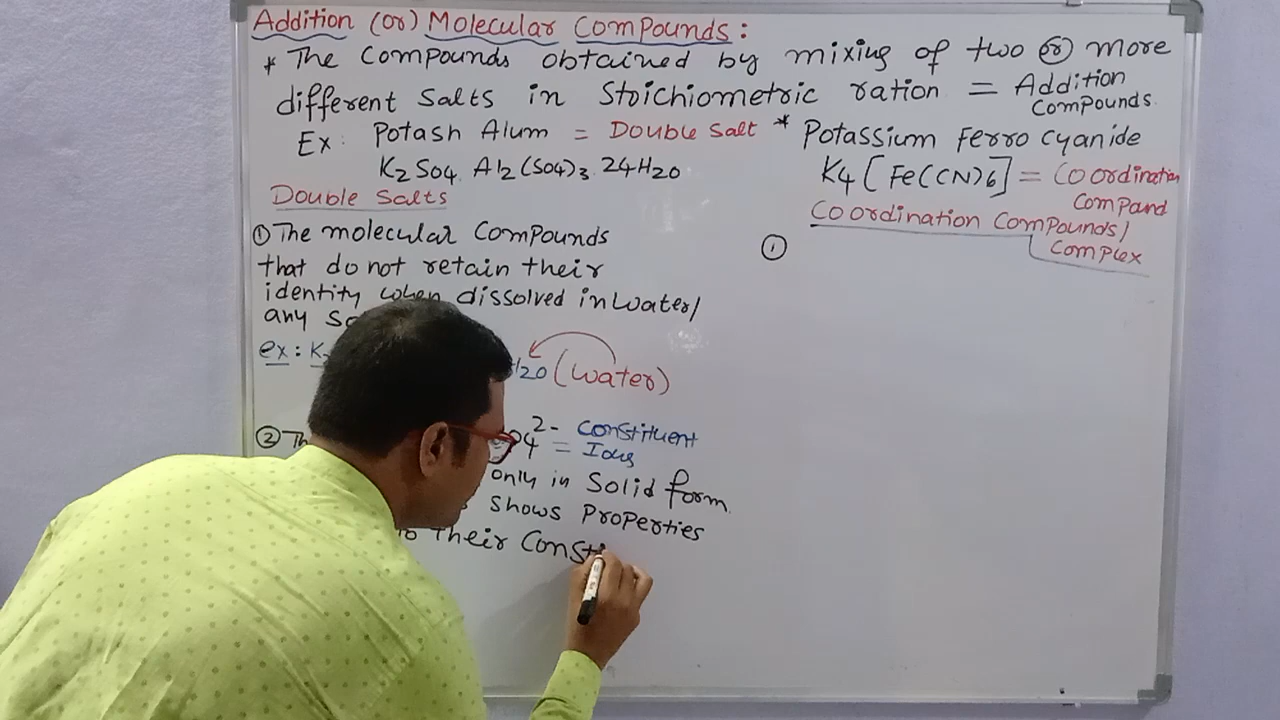 Addition (or) Molecular Compounds:
* The compounds obtained by mixing of two (or) more
different Salts in Stoichiometric ration = Addition
compounds.
Ex: Potash Alum = Double Salt
K2SO4. Al2(SO4)3. 24H2O
* Potassium Ferro cyanide
K4[Fe(CN)6] = Coordination
Compand
Double Salts
① The molecular Compounds
that do not retain their
identity when dissolved in water/
any
ex: K2
H2O (water)
2- constituent
= Ions
②
only in Solid form
shows Properties
their Const
Coordination Compounds/
Complex
①